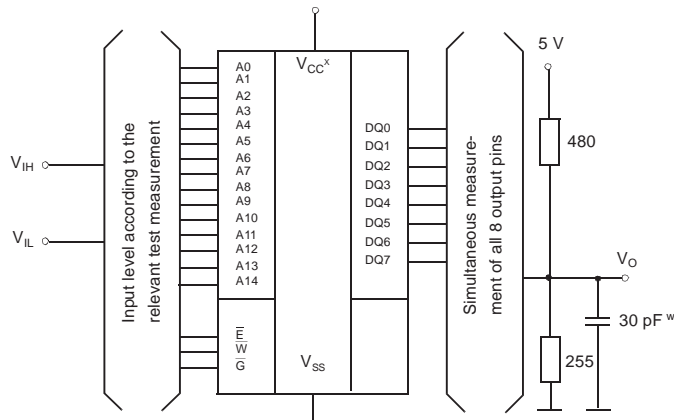 5 V
V_CC^x
A0
A1
A2
A3
A4
A5
A6
A7
A8
A9
A10
A11
A12
A13
A14
E̅
W̅
G̅
V_SS
DQ0
DQ1
DQ2
DQ3
DQ4
DQ5
DQ6
DQ7
V_IH
V_IL
Input level according to the
relevant test measurement
Simultaneous measure-
ment of all 8 output pins
480
V_O
30 pF ^w
255